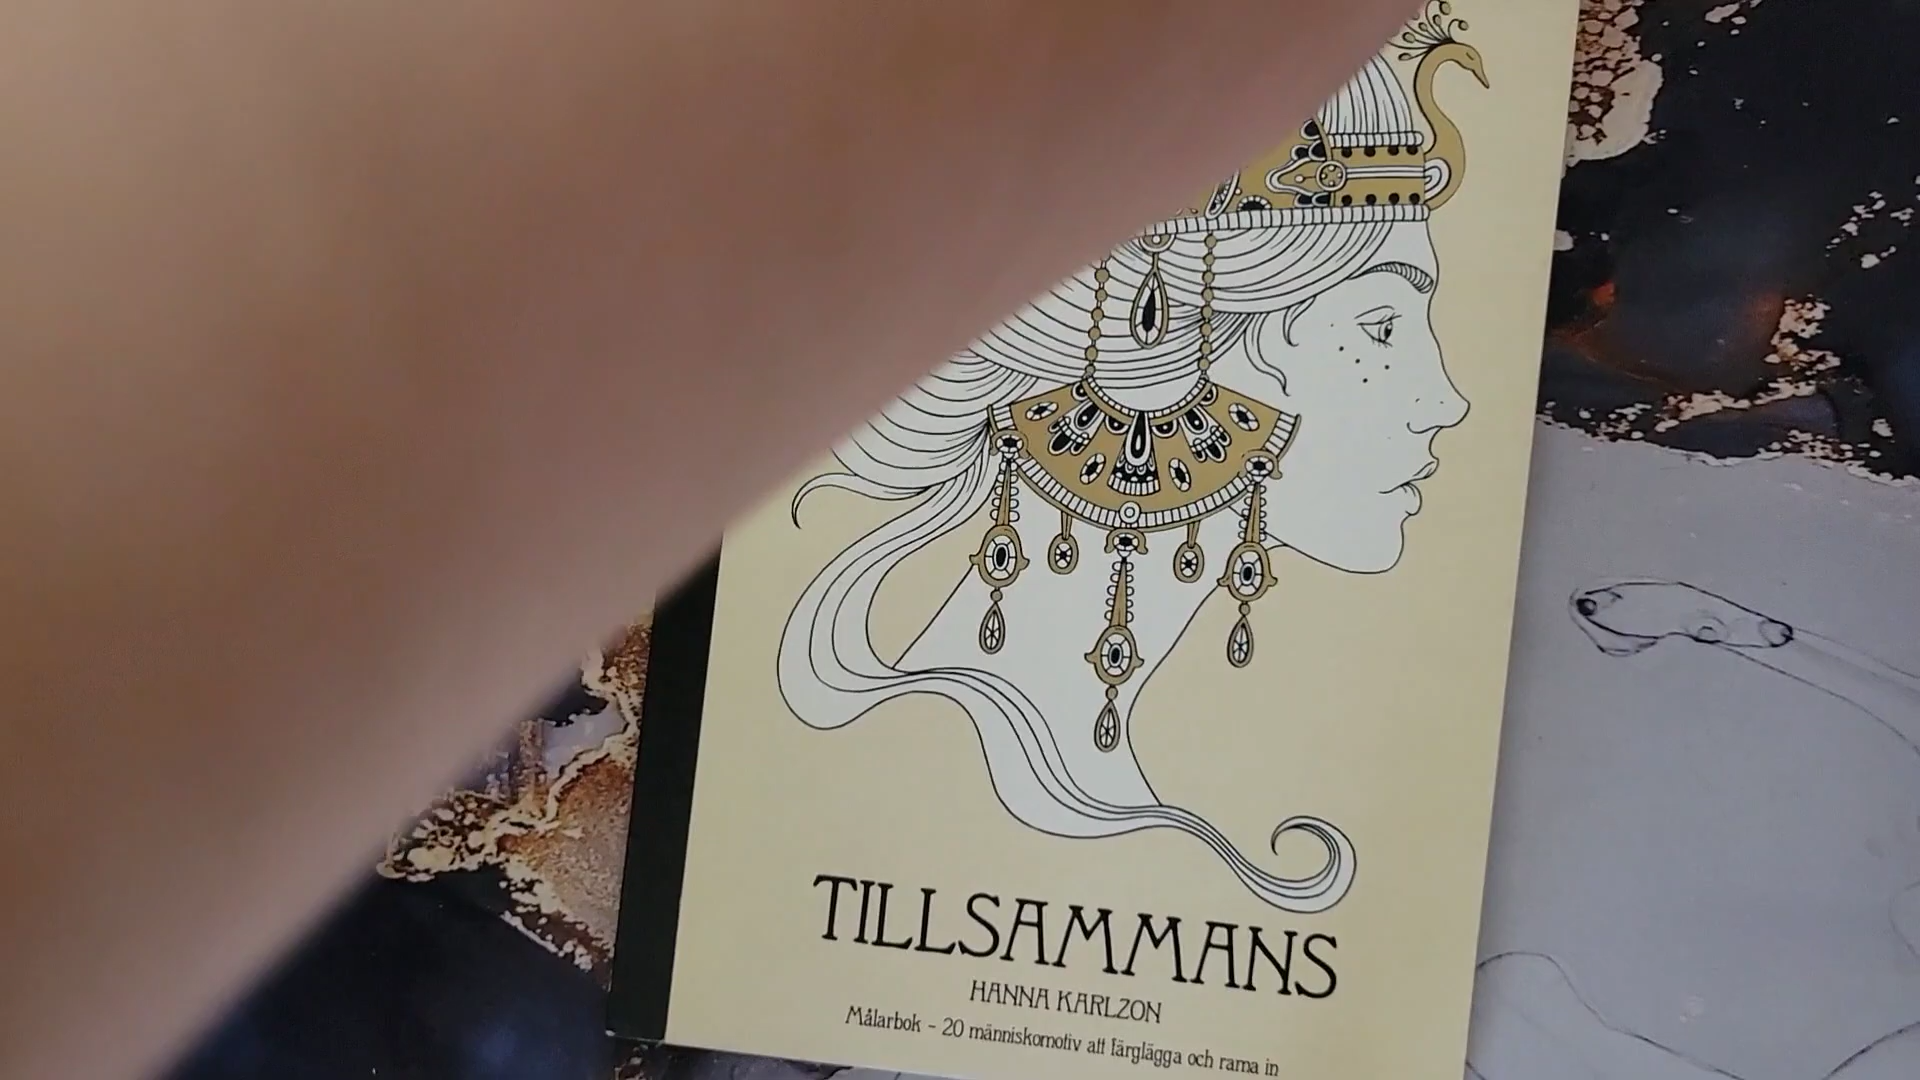 TILLSAMMANS
HANNA KARLZON
Målarbok - 20 människomotiv att färglägga och rama in